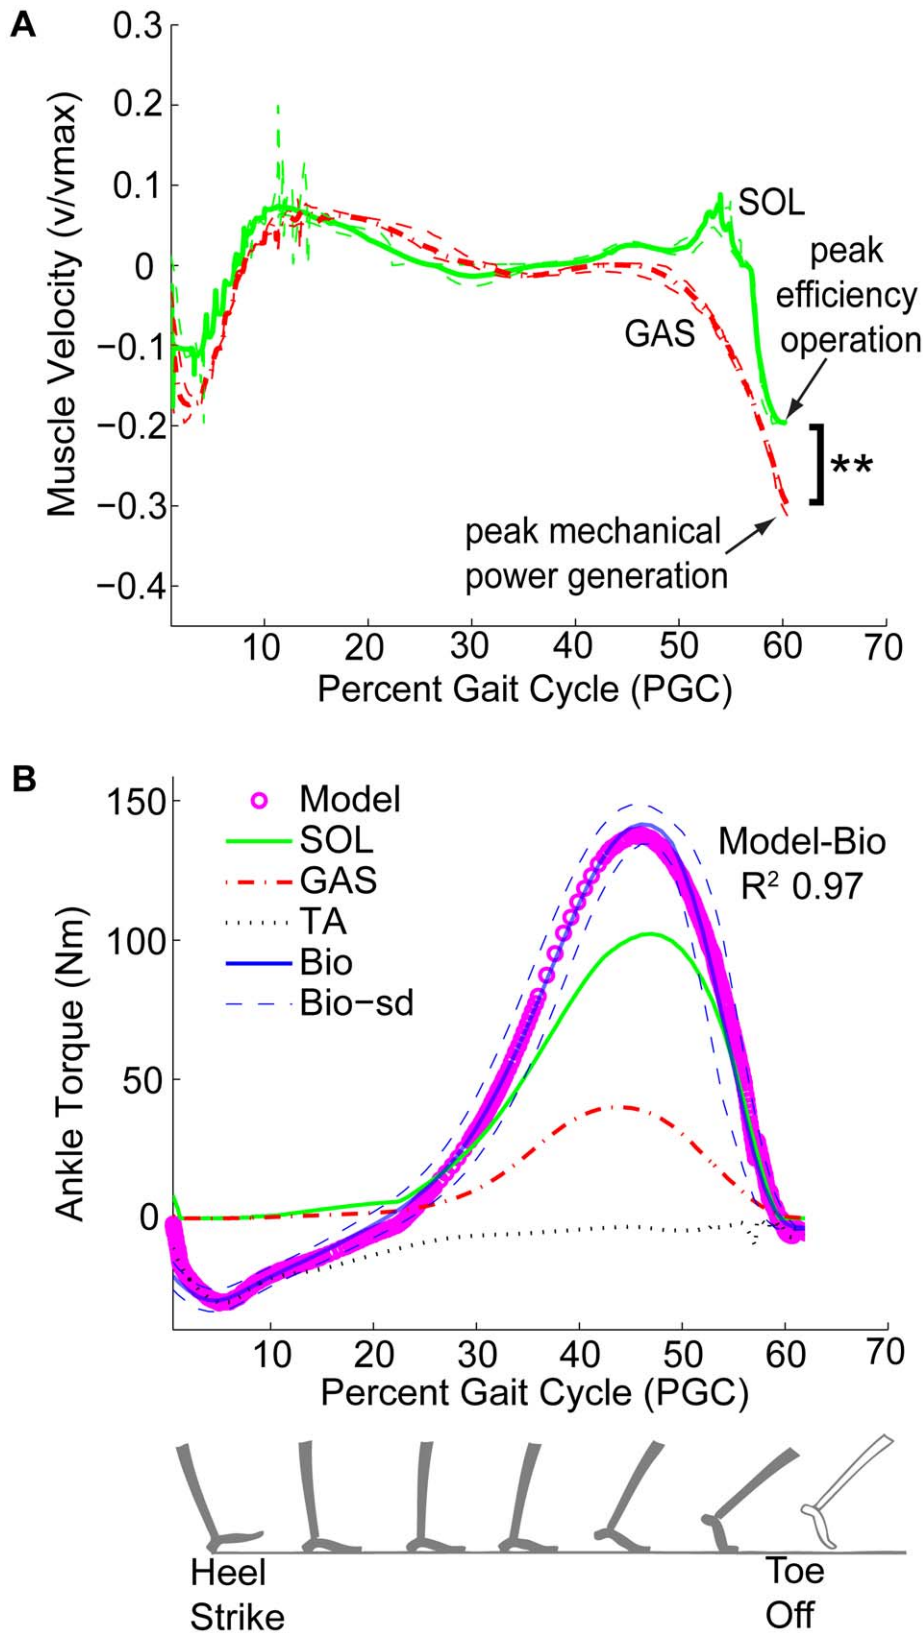 A
0.3
0.2
0.1
0
−0.1
−0.2
−0.3
−0.4
Muscle Velocity (v/vmax)
SOL
GAS
peak
efficiency
operation
**
peak mechanical
power generation
10 20 30 40 50 60 70
Percent Gait Cycle (PGC)
B
150
100
50
0
Ankle Torque (Nm)
Model
SOL
GAS
TA
Bio
Bio−sd
Model-Bio
R² 0.97
10 20 30 40 50 60 70
Percent Gait Cycle (PGC)
Heel
Strike
Toe
Off